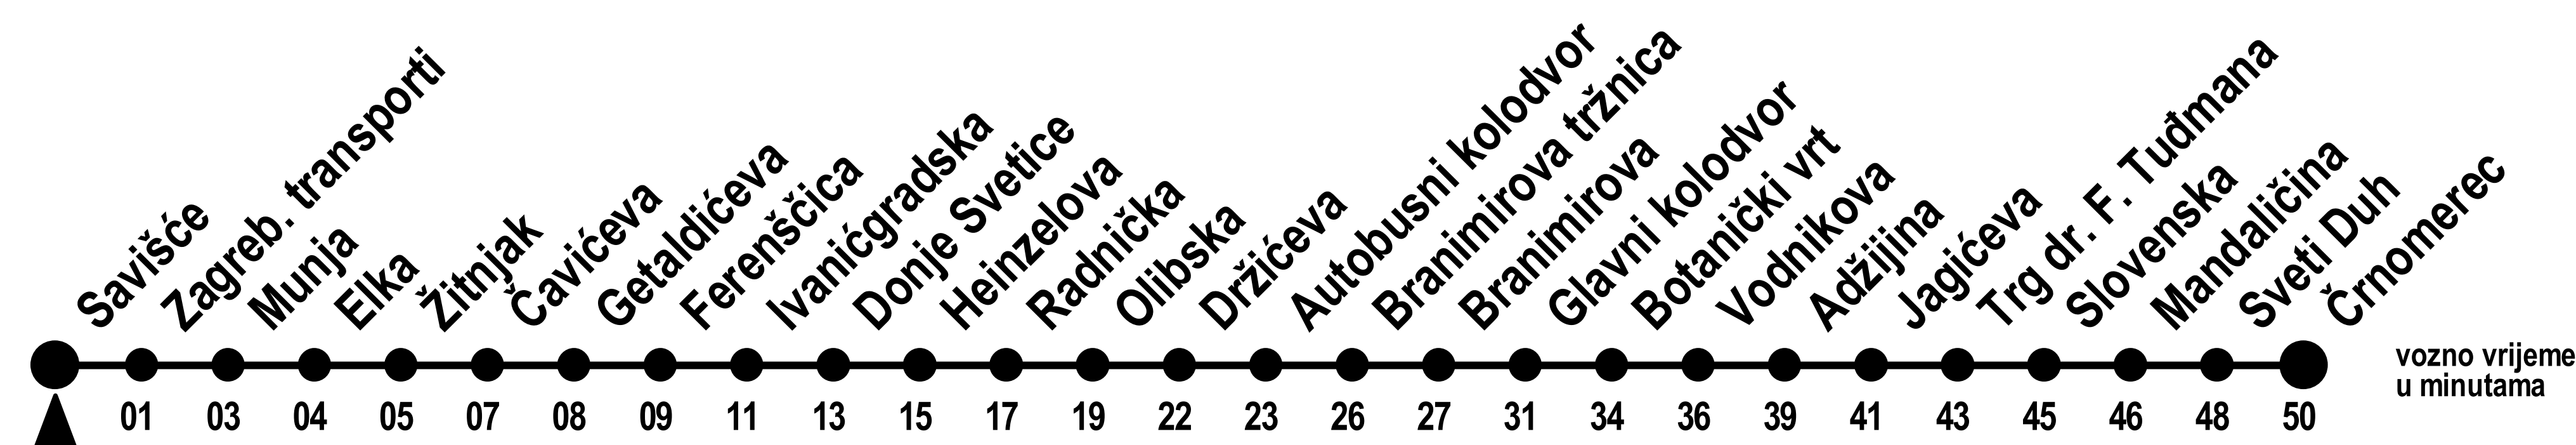 Savišće
Zagreb. transporti
Munja
Elka
Žitnjak
Čavićeva
Getaldićeva
Ferenščica
Ivanićgradska
Donje Svetice
Heinzelova
Radnička
Olibska
Držićeva
Autobusni kolodvor
Branimirova tržnica
Branimirova
Glavni kolodvor
Botanički vrt
Vodnikova
Adžijina
Jagićeva
Trg dr. F. Tuđmana
Slovenska
Mandaličina
Sveti Duh
Črnomerec
01 03 04 05 07 08 09 11 13 15 17 19 22 23 26 27 31 34 36 39 41 43 45 46 48 50
vozno vrijeme
u minutama